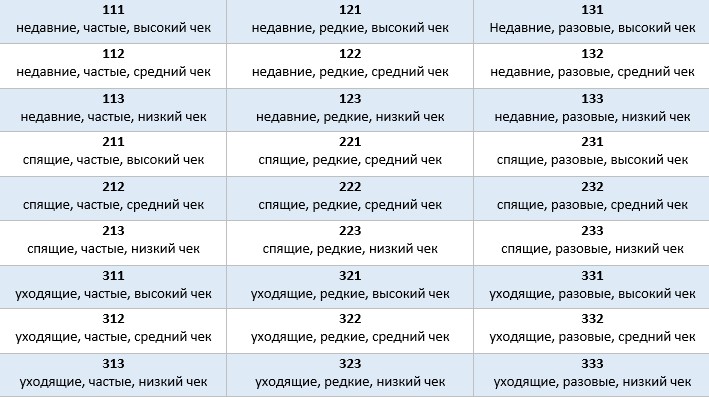 111
недавние, частые, высокий чек
121
недавние, редкие, высокий чек
131
Недавние, разовые, высокий чек
112
недавние, частые, средний чек
122
недавние, редкие, средний чек
132
недавние, разовые, средний чек
113
недавние, частые, низкий чек
123
недавние, редкие, низкий чек
133
недавние, разовые, низкий чек
211
спящие, частые, высокий чек
221
спящие, редкие, средний чек
231
спящие, разовые, высокий чек
212
спящие, частые, средний чек
222
спящие, редкие, средний чек
232
спящие, разовые, средний чек
213
спящие, частые, низкий чек
223
спящие, редкие, низкий чек
233
спящие, разовые, низкий чек
311
уходящие, частые, высокий чек
321
уходящие, редкие, высокий чек
331
уходящие, разовые, высокий чек
312
уходящие, частые, средний чек
322
уходящие, редкие, средний чек
332
уходящие, разовые, средний чек
313
уходящие, частые, низкий чек
323
уходящие, редкие, низкий чек
333
уходящие, разовые, низкий чек